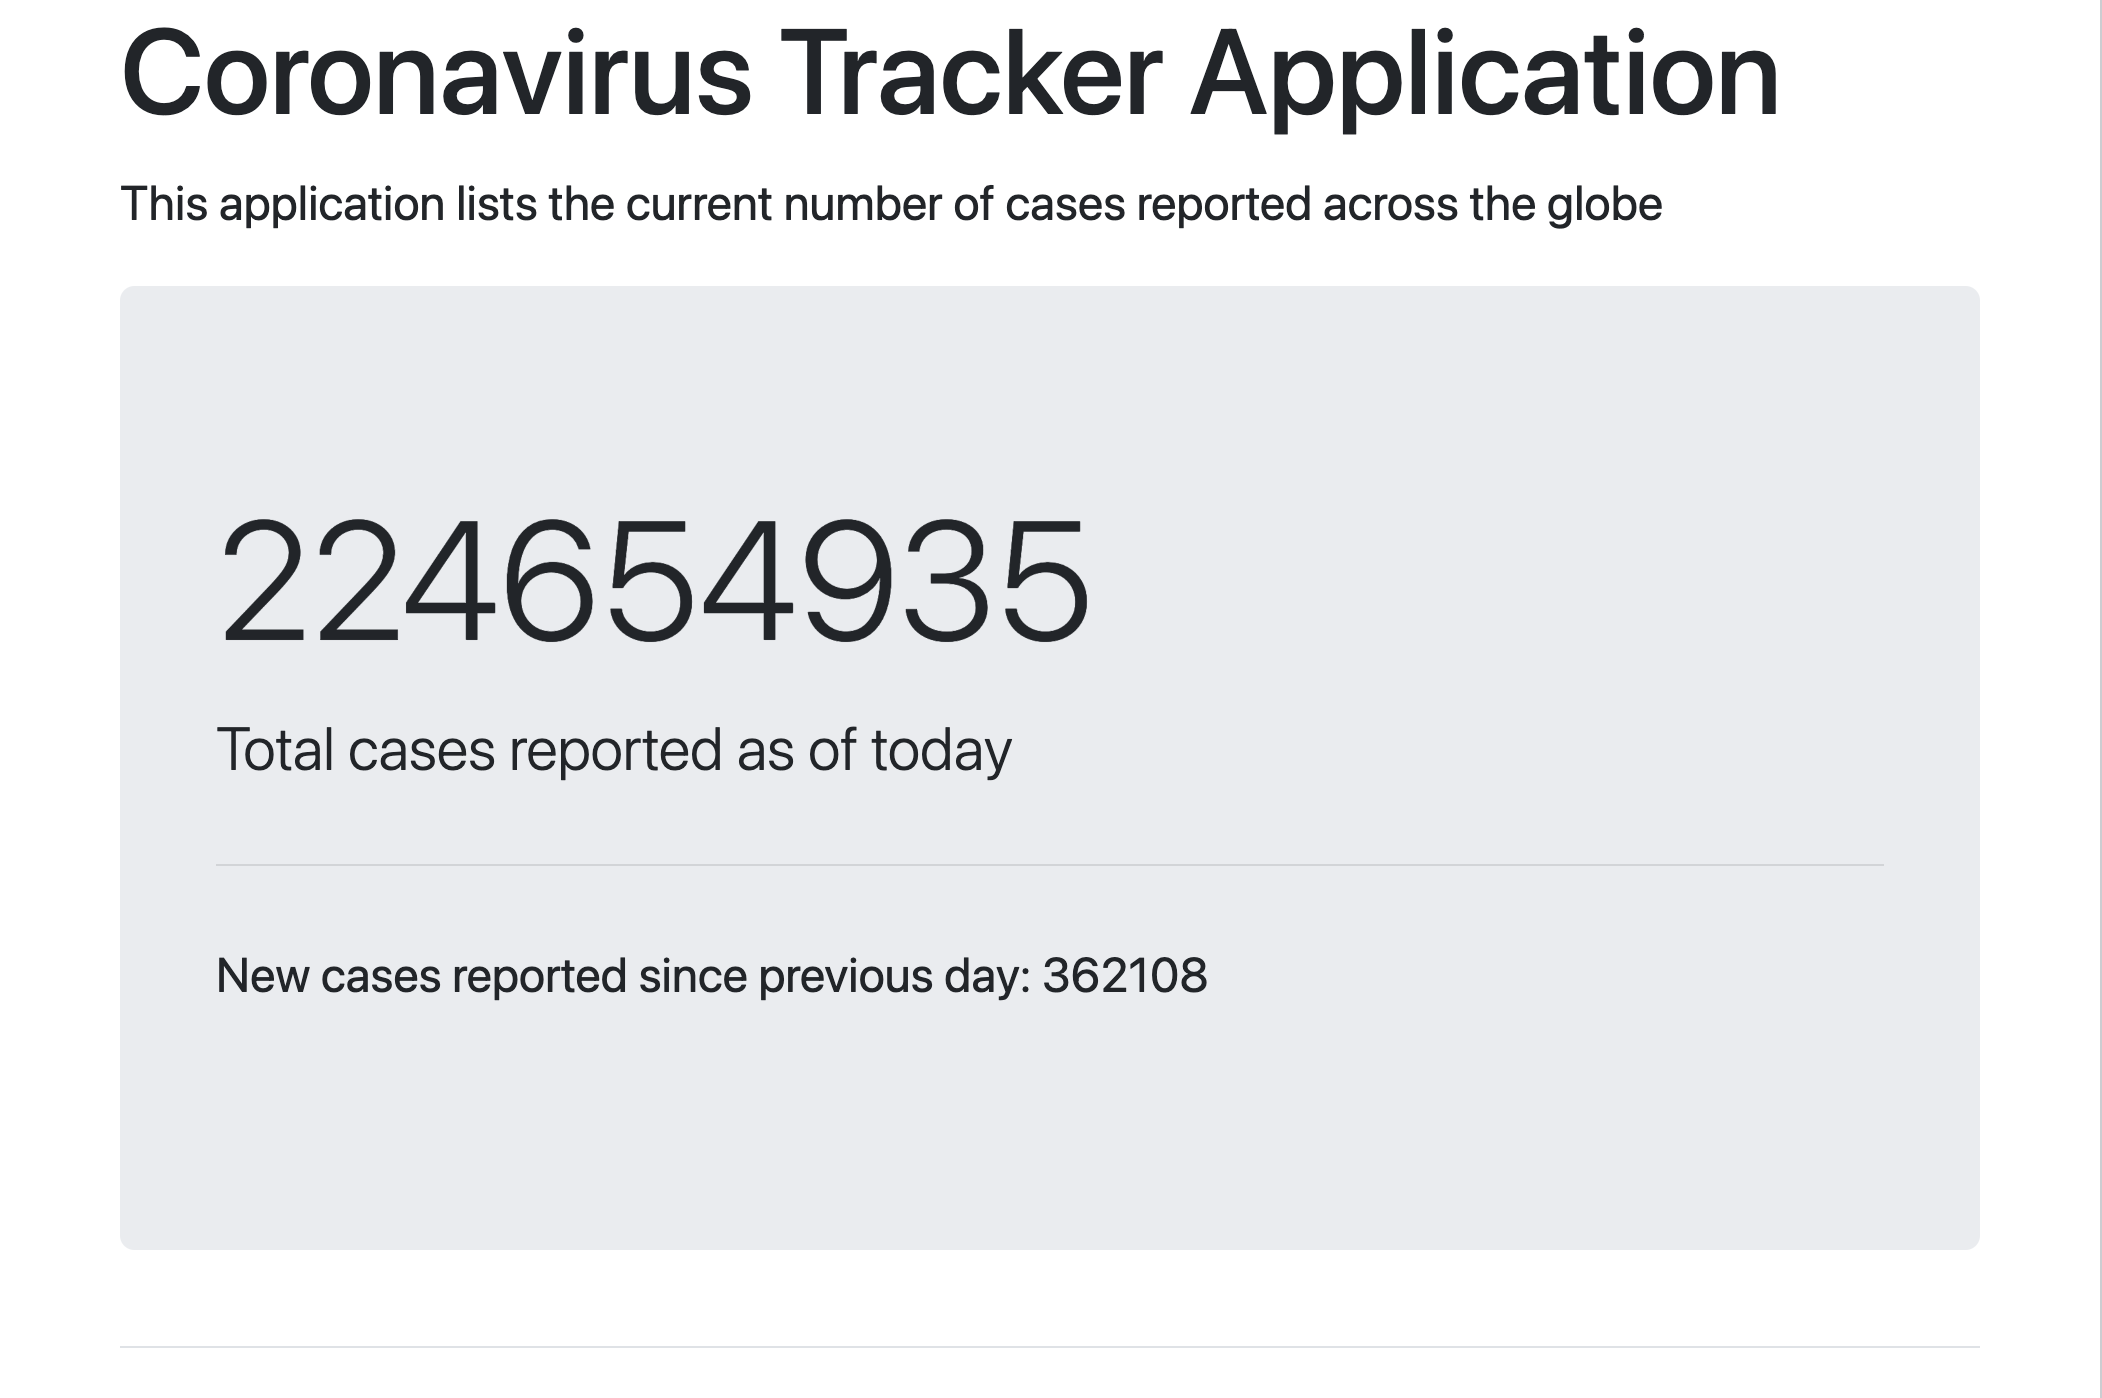 Coronavirus Tracker Application
This application lists the current number of cases reported across the globe
224654935
Total cases reported as of today
New cases reported since previous day: 362108